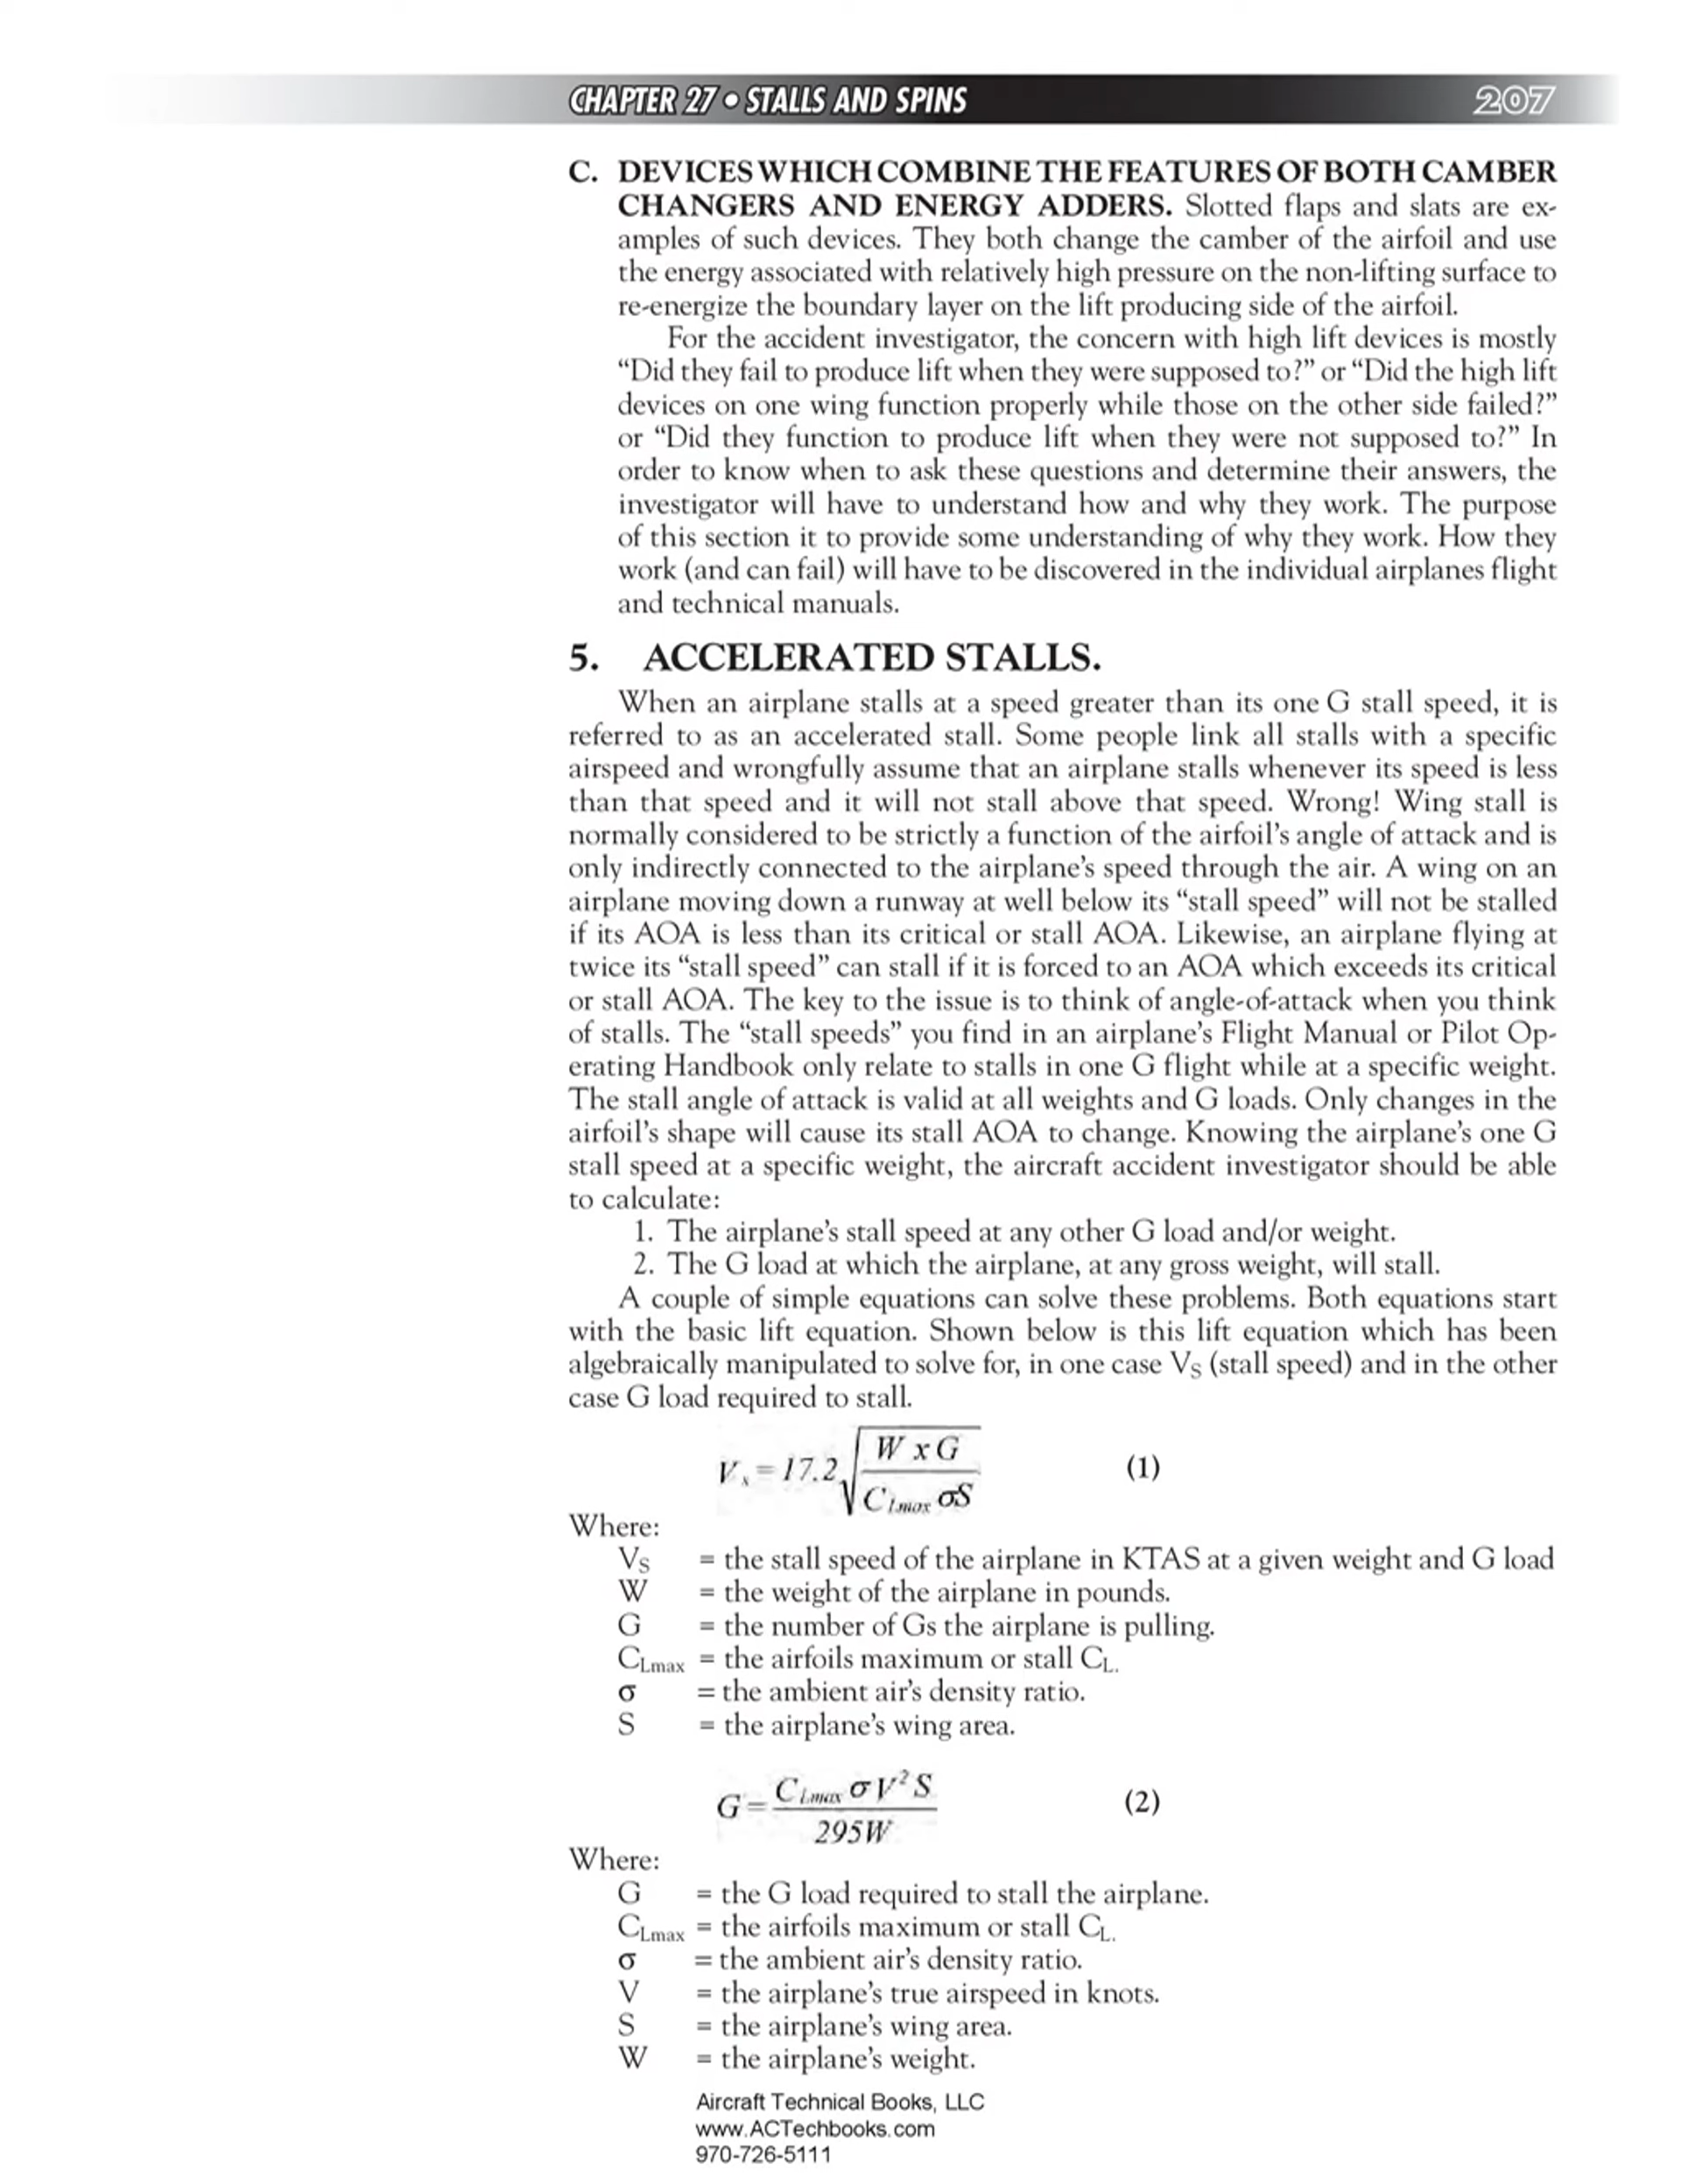 CHAPTER 27 • STALLS AND SPINS 207
C. DEVICES WHICH COMBINE THE FEATURES OF BOTH CAMBER
CHANGERS AND ENERGY ADDERS. Slotted flaps and slats are ex-
amples of such devices. They both change the camber of the airfoil and use
the energy associated with relatively high pressure on the non-lifting surface to
re-energize the boundary layer on the lift producing side of the airfoil.
For the accident investigator, the concern with high lift devices is mostly
“Did they fail to produce lift when they were supposed to?” or “Did the high lift
devices on one wing function properly while those on the other side failed?”
or “Did they function to produce lift when they were not supposed to?” In
order to know when to ask these questions and determine their answers, the
investigator will have to understand how and why they work. The purpose
of this section it to provide some understanding of why they work. How they
work (and can fail) will have to be discovered in the individual airplanes flight
and technical manuals.
5. ACCELERATED STALLS.
When an airplane stalls at a speed greater than its one G stall speed, it is
referred to as an accelerated stall. Some people link all stalls with a specific
airspeed and wrongfully assume that an airplane stalls whenever its speed is less
than that speed and it will not stall above that speed. Wrong! Wing stall is
normally considered to be strictly a function of the airfoil’s angle of attack and is
only indirectly connected to the airplane’s speed through the air. A wing on an
airplane moving down a runway at well below its “stall speed” will not be stalled
if its AOA is less than its critical or stall AOA. Likewise, an airplane flying at
twice its “stall speed” can stall if it is forced to an AOA which exceeds its critical
or stall AOA. The key to the issue is to think of angle-of-attack when you think
of stalls. The “stall speeds” you find in an airplane’s Flight Manual or Pilot Op-
erating Handbook only relate to stalls in one G flight while at a specific weight.
The stall angle of attack is valid at all weights and G loads. Only changes in the
airfoil’s shape will cause its stall AOA to change. Knowing the airplane’s one G
stall speed at a specific weight, the aircraft accident investigator should be able
to calculate:
1. The airplane’s stall speed at any other G load and/or weight.
2. The G load at which the airplane, at any gross weight, will stall.
A couple of simple equations can solve these problems. Both equations start
with the basic lift equation. Shown below is this lift equation which has been
algebraically manipulated to solve for, in one case VS (stall speed) and in the other
case G load required to stall.
Vs = 17.2 √(W x G / CLmax σS) (1)
Where:
VS = the stall speed of the airplane in KTAS at a given weight and G load
W = the weight of the airplane in pounds.
G = the number of Gs the airplane is pulling.
CLmax = the airfoils maximum or stall CL.
σ = the ambient air’s density ratio.
S = the airplane’s wing area.
G = CLmax σ V² S / 295W (2)
Where:
G = the G load required to stall the airplane.
CLmax = the airfoils maximum or stall CL.
σ = the ambient air’s density ratio.
V = the airplane’s true airspeed in knots.
S = the airplane’s wing area.
W = the airplane’s weight.
Aircraft Technical Books, LLC
www.ACTechbooks.com
970-726-5111